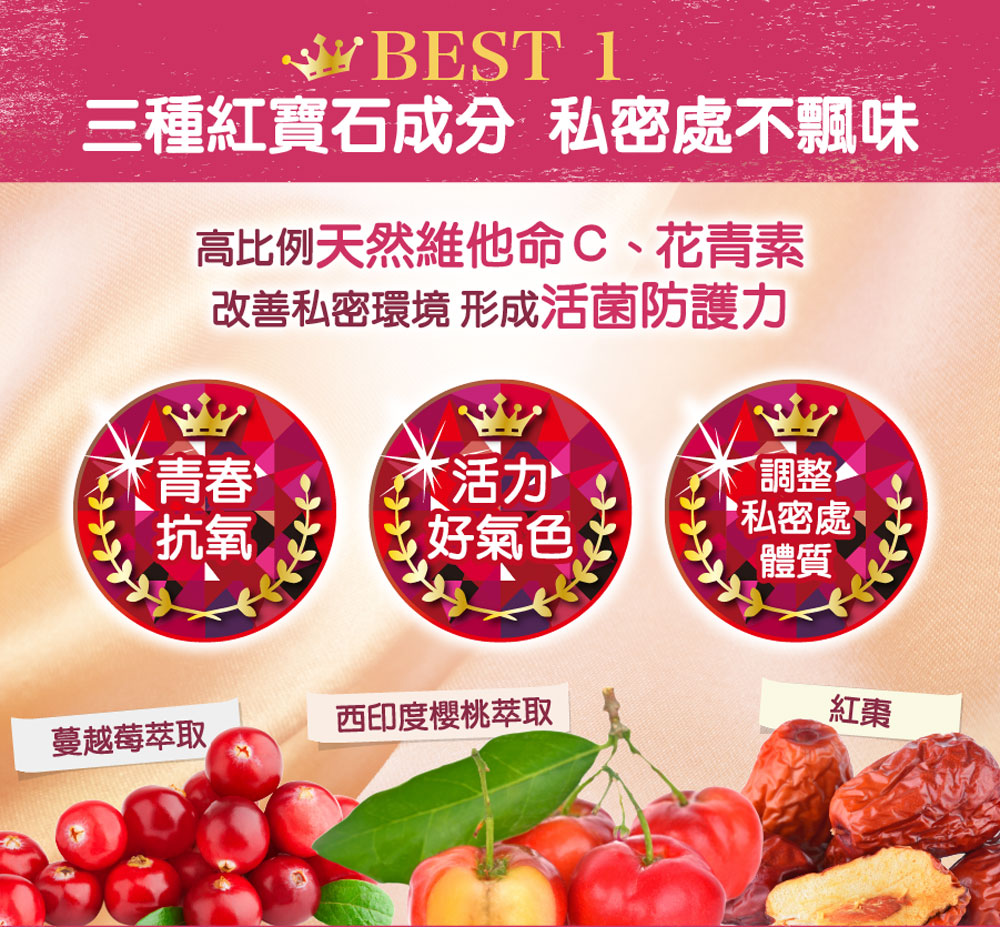 BEST 1
三種紅寶石成分 私密處不飄味
高比例天然維他命C、花青素
改善私密環境 形成活菌防護力
青春
抗氧
活力
好氣色
調整
私密處
體質
蔓越莓萃取
西印度櫻桃萃取
紅棗